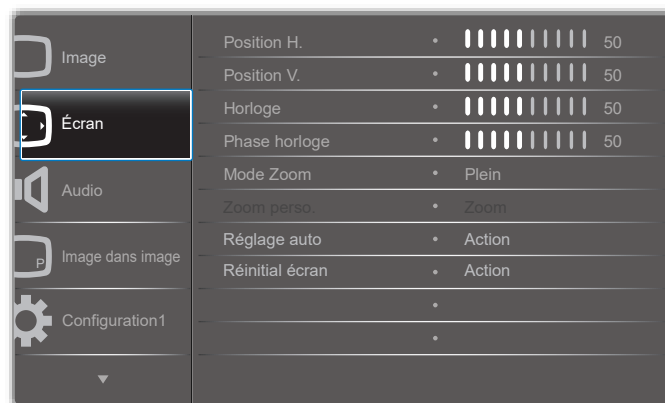 Image
Écran
Audio
P
Image dans image
Configuration1
Position H. • 50
Position V. • 50
Horloge • 50
Phase horloge • 50
Mode Zoom • Plein
Zoom perso. • Zoom
Réglage auto • Action
Réinitial écran • Action
•
•